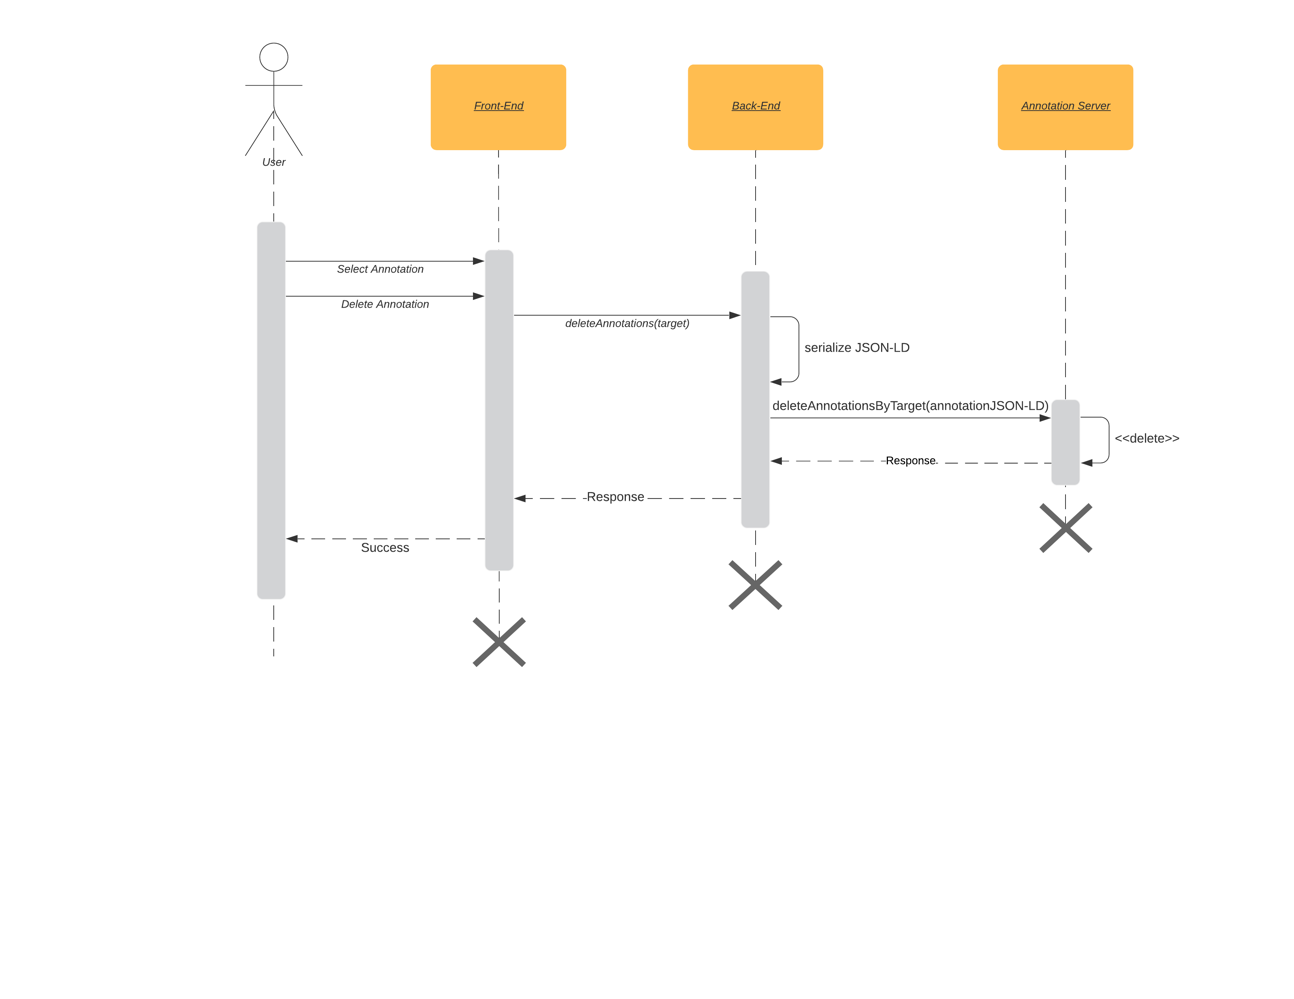 User
Front-End
Back-End
Annotation Server
Select Annotation
Delete Annotation
deleteAnnotations(target)
serialize JSON-LD
deleteAnnotationsByTarget(annotationJSON-LD)
<<delete>>
Response
Response
Success